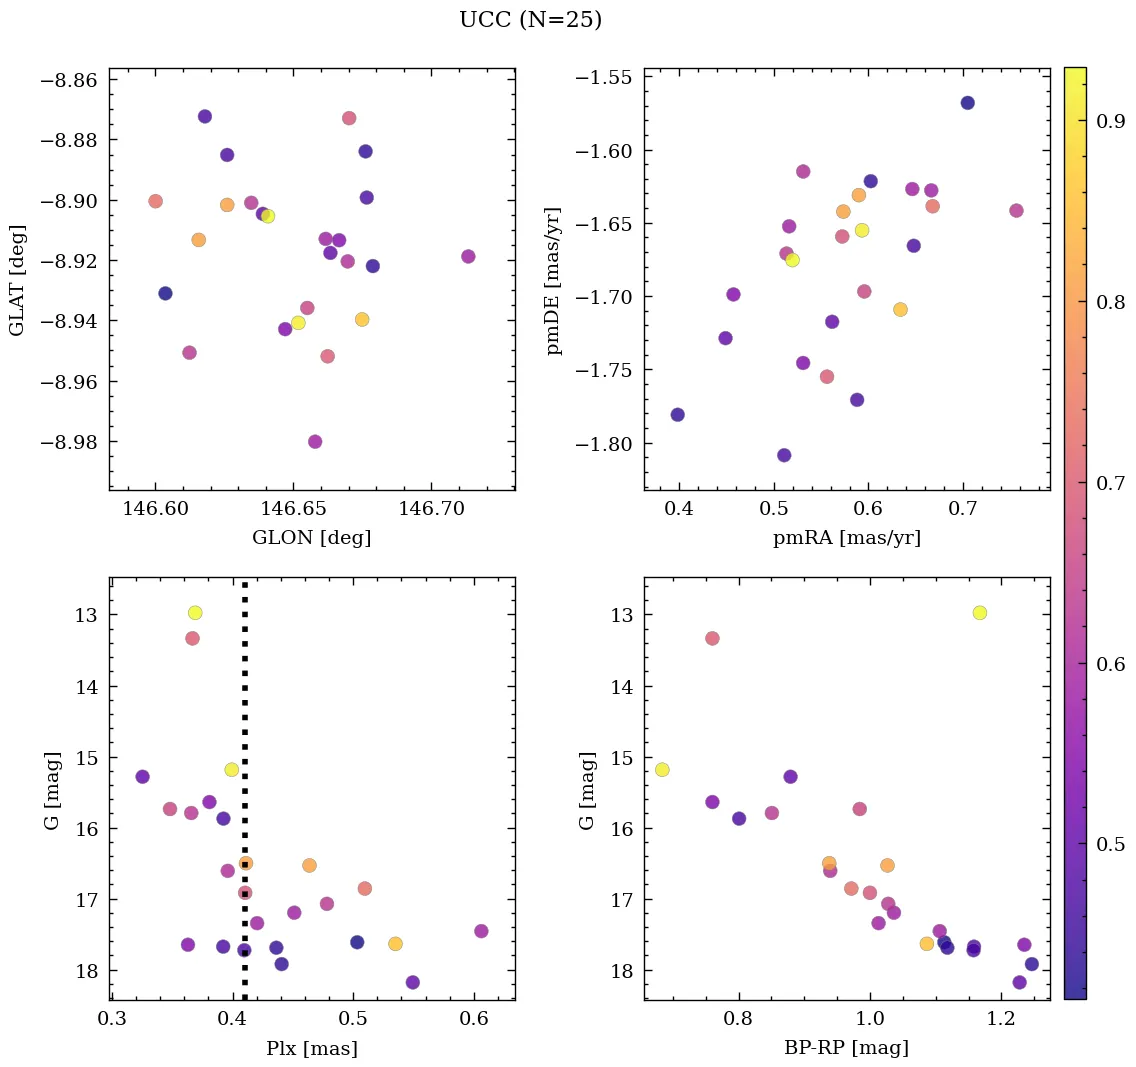 UCC (N=25)
−8.86
−8.88
−8.90
−8.92
−8.94
−8.96
−8.98
GLAT [deg]
146.60 146.65 146.70
GLON [deg]
−1.55
−1.60
−1.65
−1.70
−1.75
−1.80
pmDE [mas/yr]
0.4 0.5 0.6 0.7
pmRA [mas/yr]
13
14
15
16
17
18
G [mag]
0.3 0.4 0.5 0.6
Plx [mas]
13
14
15
16
17
18
G [mag]
0.8 1.0 1.2
BP-RP [mag]
0.9
0.8
0.7
0.6
0.5